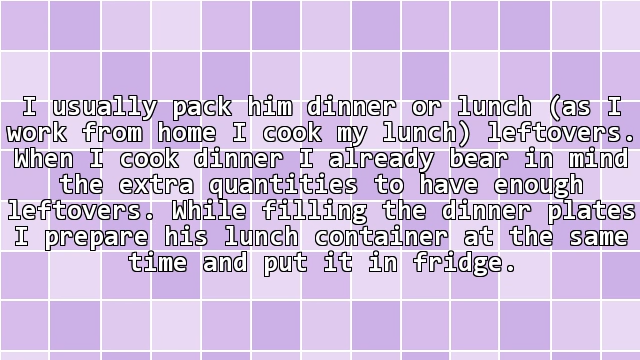 I usually pack him dinner or lunch (as I
work from home I cook my lunch) leftovers.
When I cook dinner I already bear in mind
the extra quantities to have enough
leftovers. While filling the dinner plates
I prepare his lunch container at the same
time and put it in fridge.